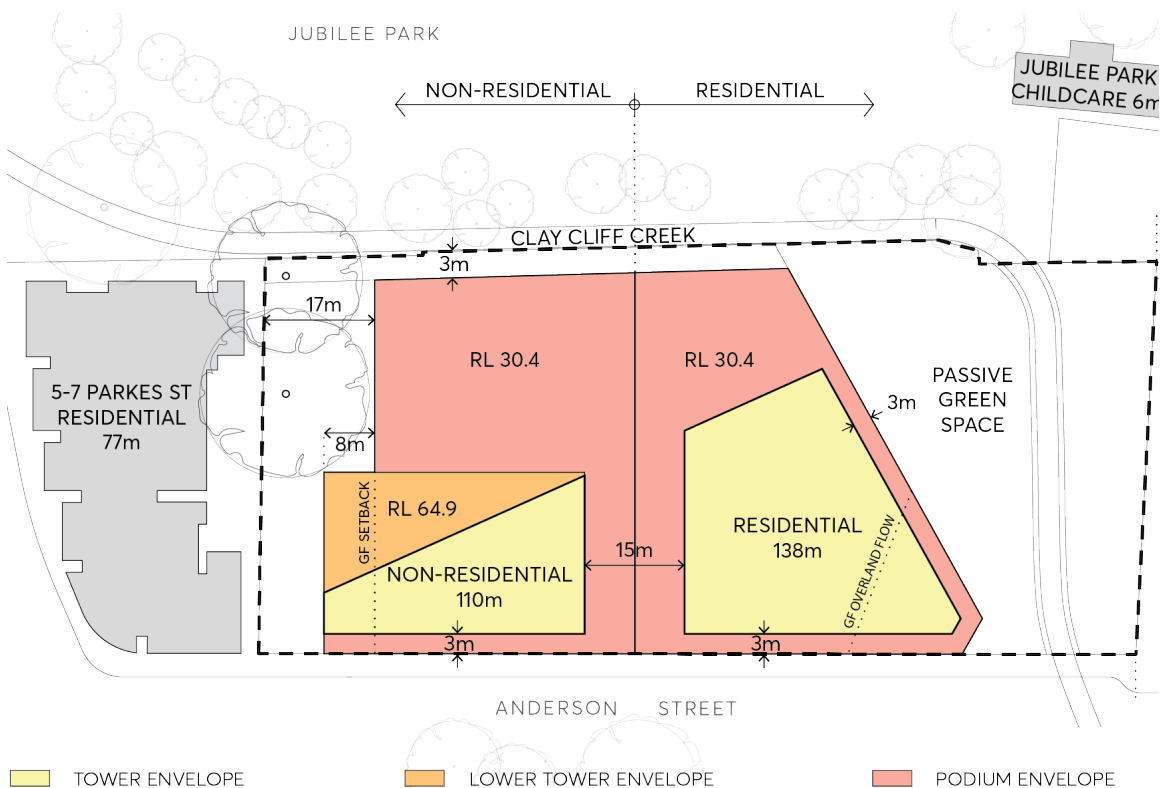 JUBILEE PARK
JUBILEE PARK
CHILDCARE 6m
NON-RESIDENTIAL
RESIDENTIAL
CLAY CLIFF CREEK
3m
17m
RL 30.4
RL 30.4
5-7 PARKES ST
RESIDENTIAL
77m
PASSIVE
GREEN
SPACE
3m
8m
GF SETBACK
RL 64.9
RESIDENTIAL
138m
15m
NON-RESIDENTIAL
110m
GF OVERLAND FLOW
3m
3m
ANDERSON STREET
TOWER ENVELOPE
LOWER TOWER ENVELOPE
PODIUM ENVELOPE